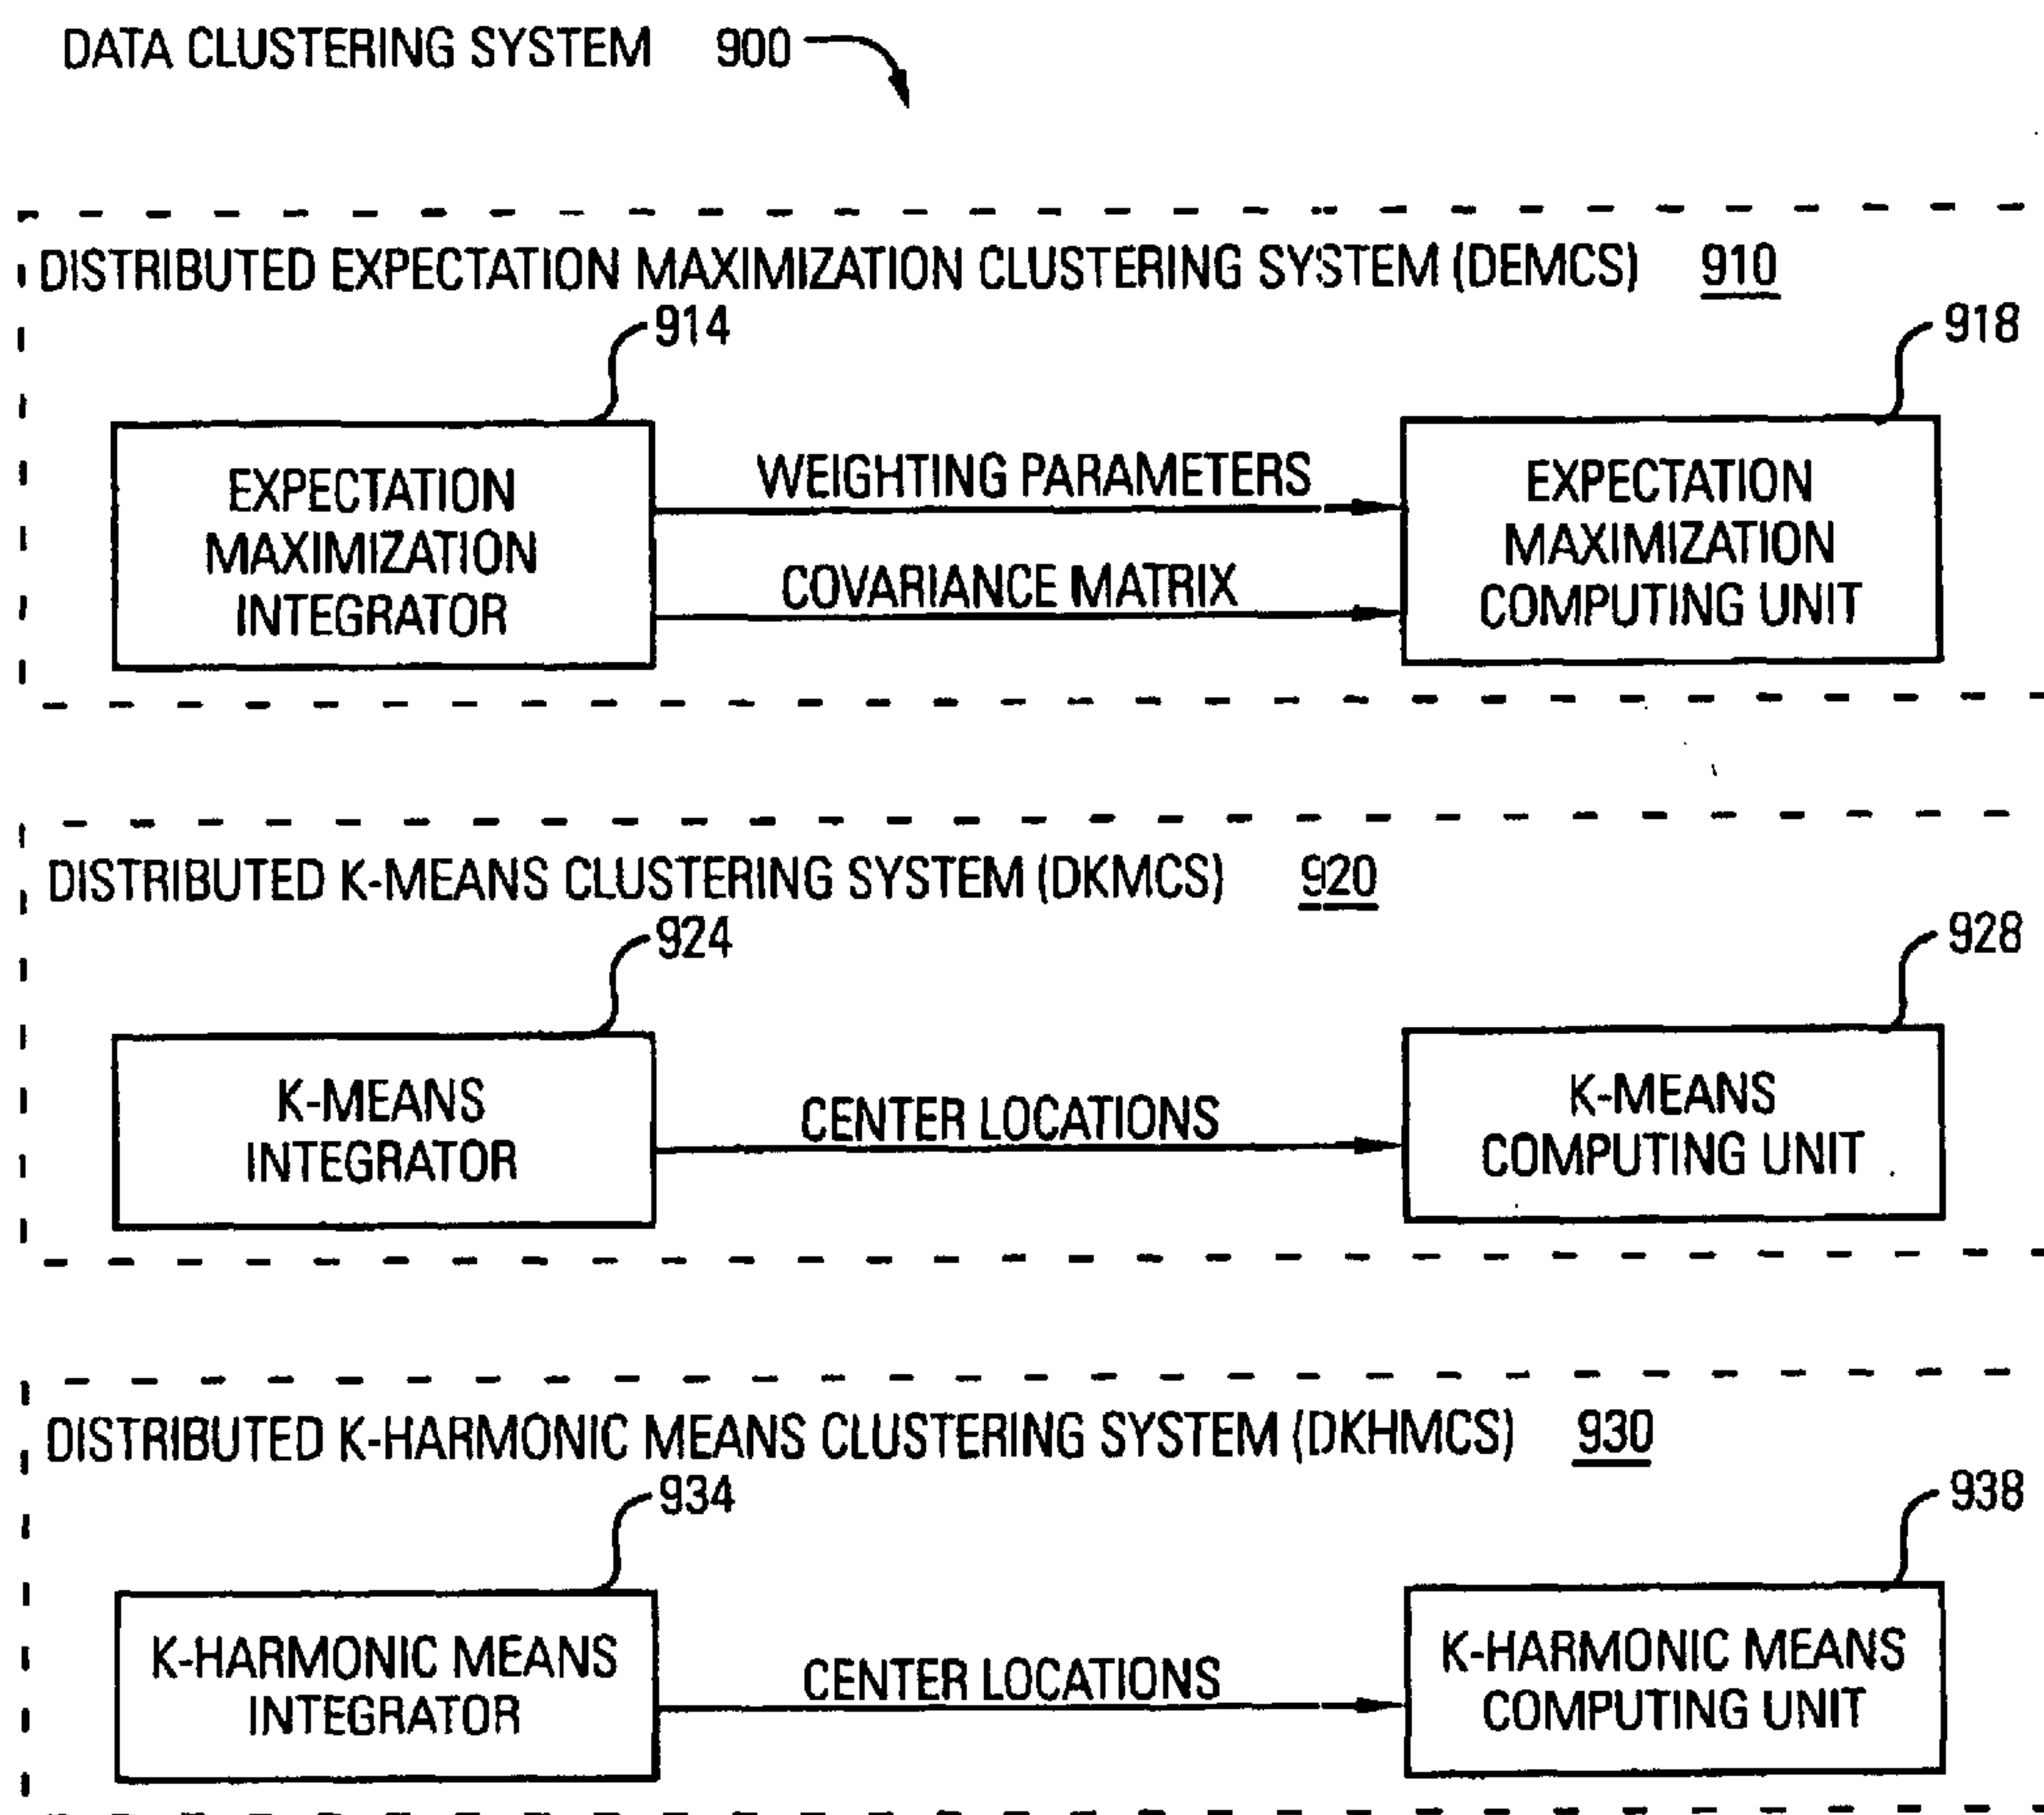 DATA CLUSTERING SYSTEM 900
DISTRIBUTED EXPECTATION MAXIMIZATION CLUSTERING SYSTEM (DEMCS) 910
914
918
EXPECTATION
MAXIMIZATION
INTEGRATOR
WEIGHTING PARAMETERS
COVARIANCE MATRIX
EXPECTATION
MAXIMIZATION
COMPUTING UNIT
DISTRIBUTED K-MEANS CLUSTERING SYSTEM (DKMCS) 920
924
928
K-MEANS
INTEGRATOR
CENTER LOCATIONS
K-MEANS
COMPUTING UNIT
DISTRIBUTED K-HARMONIC MEANS CLUSTERING SYSTEM (DKHMCS) 930
934
938
K-HARMONIC MEANS
INTEGRATOR
CENTER LOCATIONS
K-HARMONIC MEANS
COMPUTING UNIT